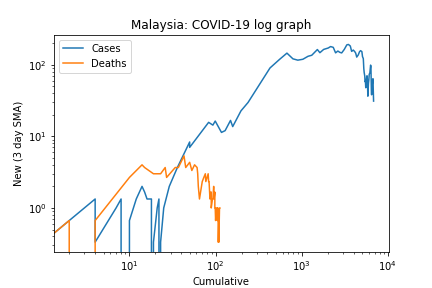 Malaysia: COVID-19 log graph
Cases
Deaths
New (3 day SMA)
10²
10¹
10⁰
10¹
10²
10³
10⁴
Cumulative